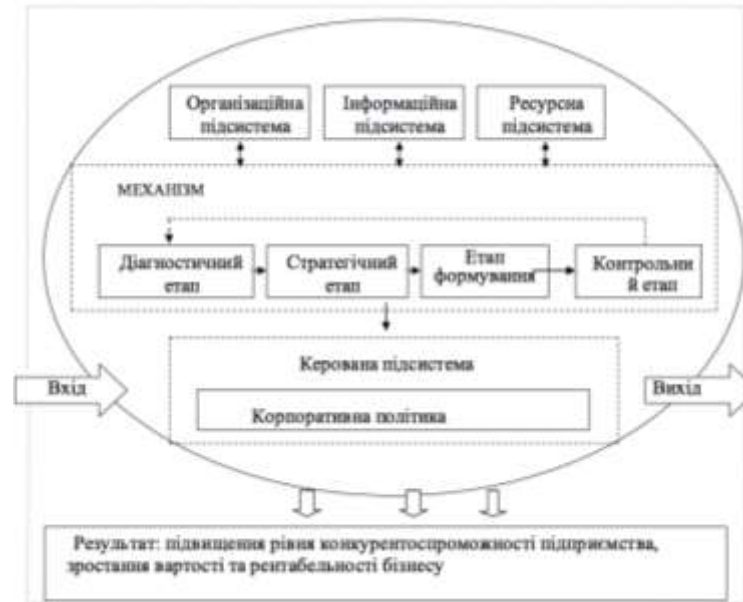 Організаційна
підсистема
Інформаційна
підсистема
Ресурсна
підсистема
МЕХАНІЗМ
Діагностичний
етап
Стратегічний
етап
Етап
формування
Контрольни
й етап
Керована підсистема
Вхід
Вихід
Корпоративна політика
Результат: підвищення рівня конкурентоспроможності підприємства,
зростання вартості та рентабельності бізнесу